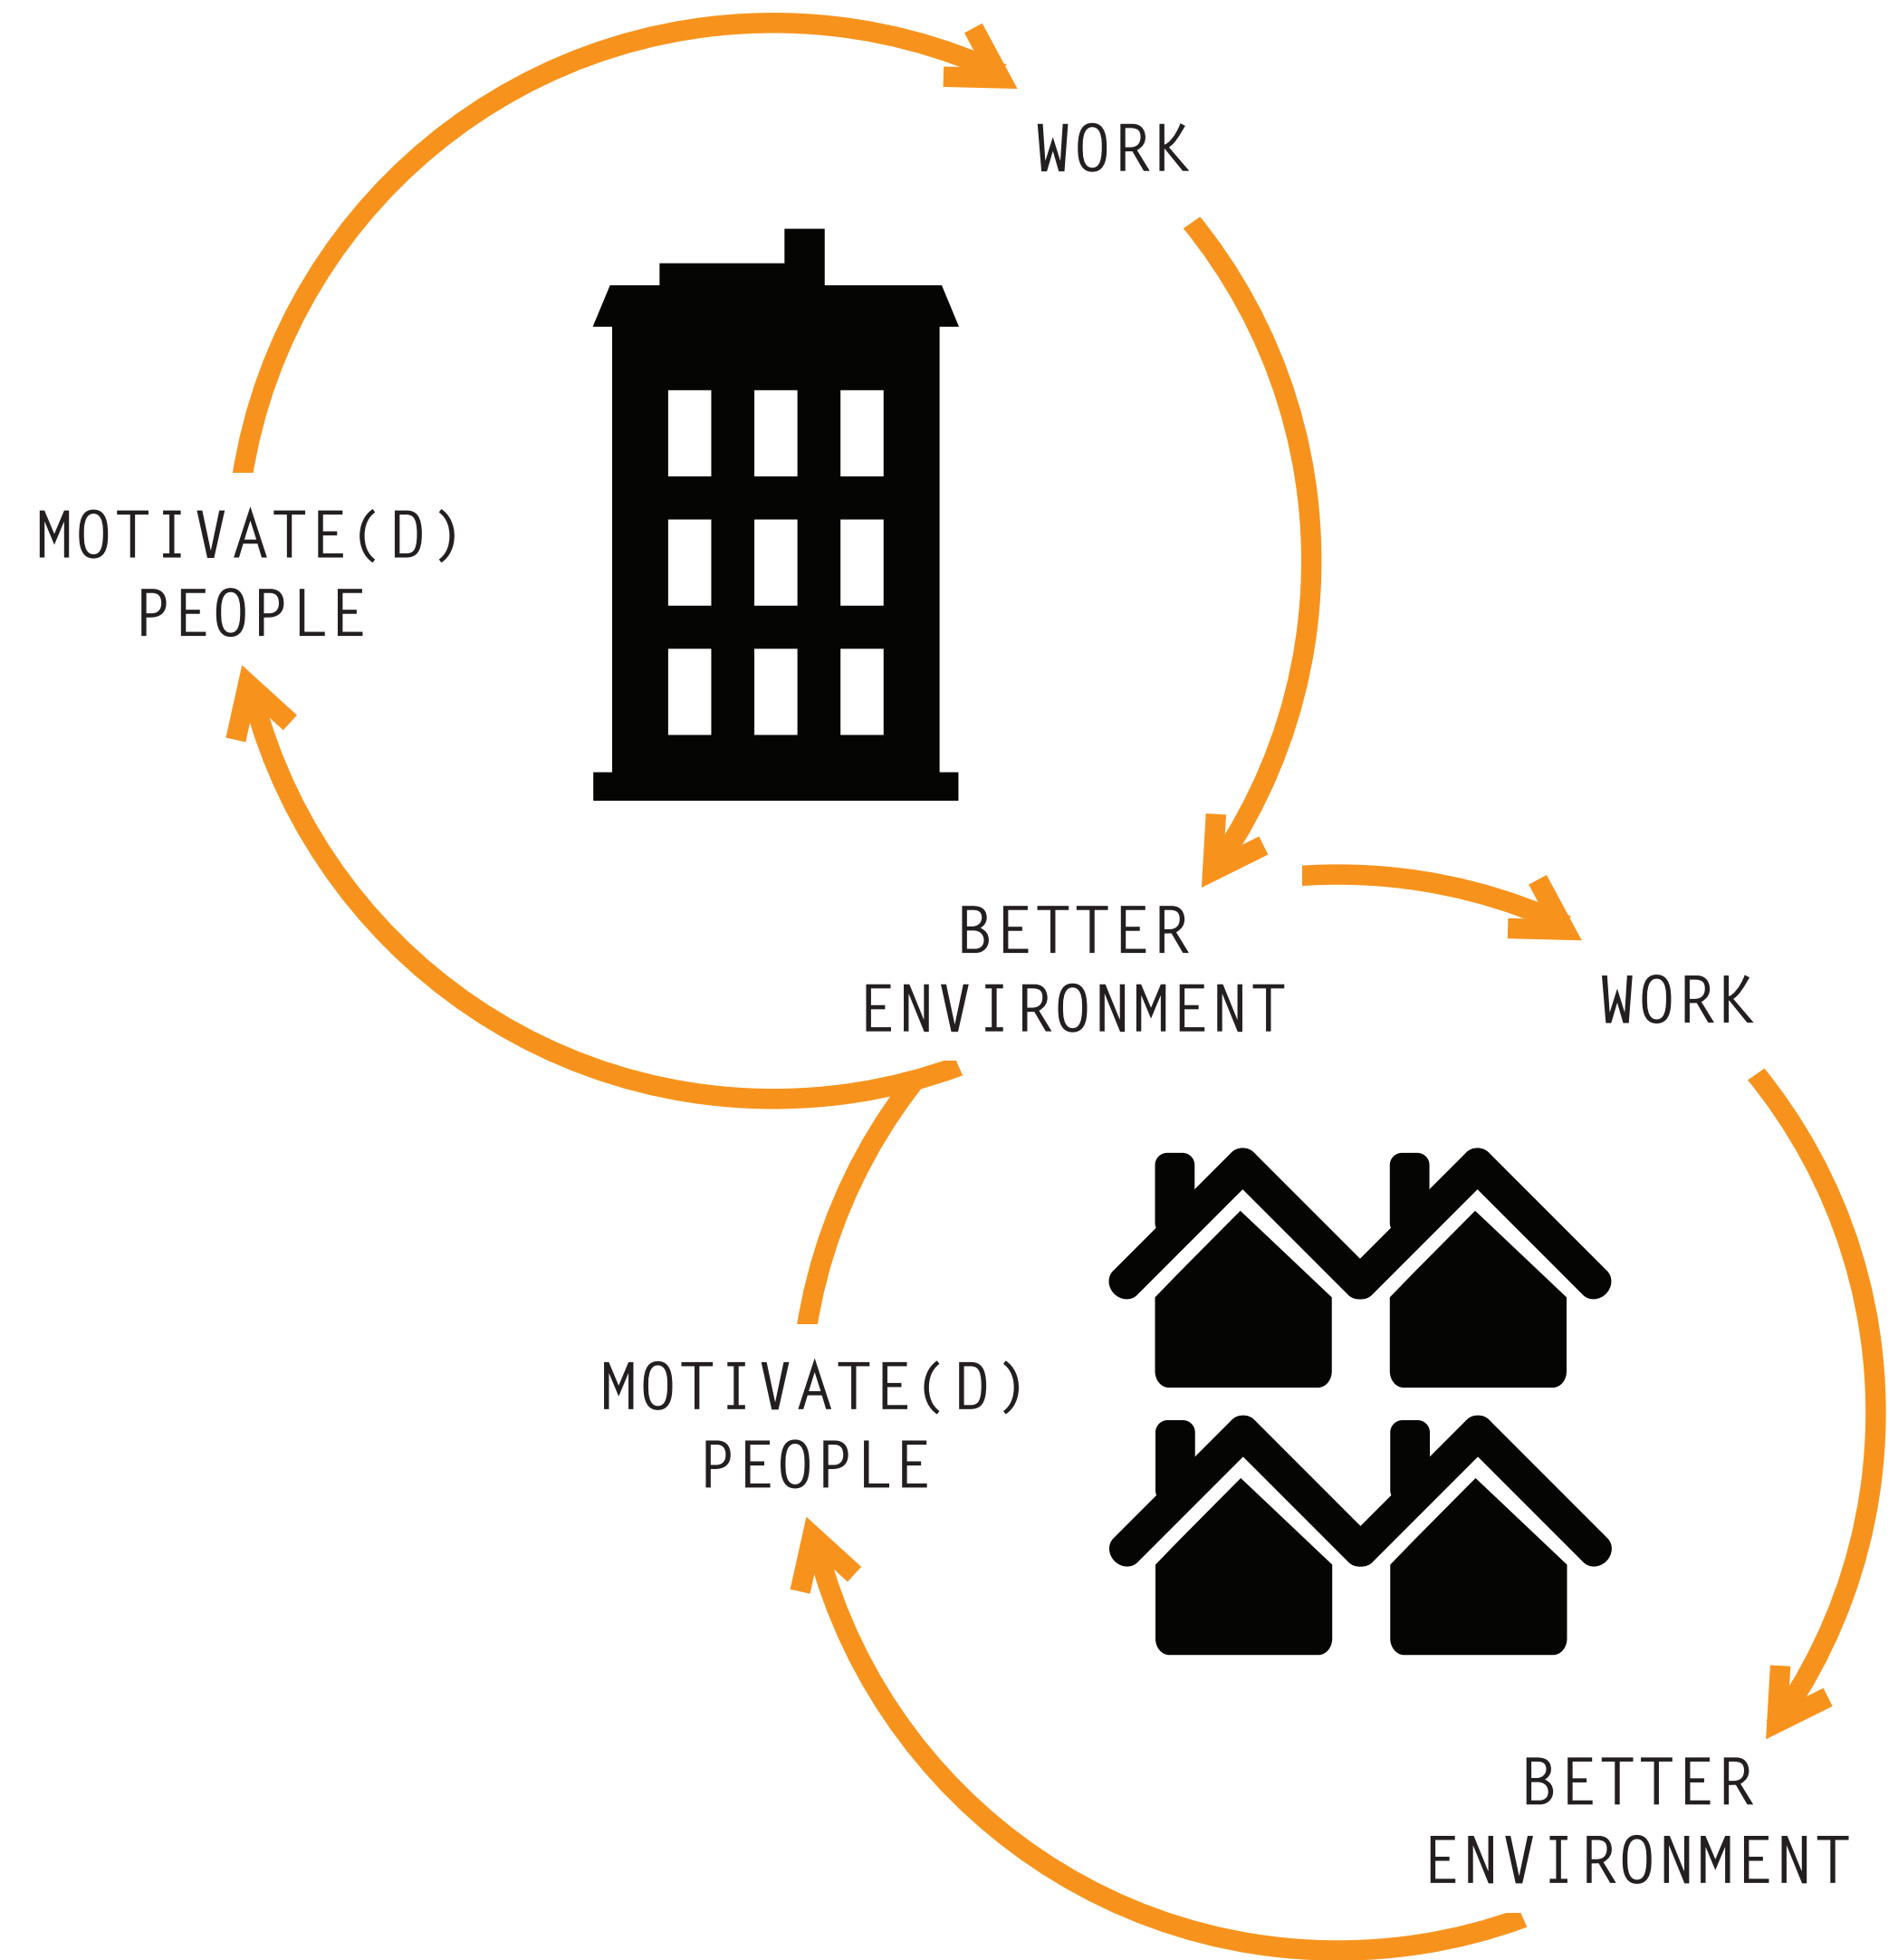 WORK
MOTIVATE(D)
PEOPLE
BETTER
ENVIRONMENT
WORK
MOTIVATE(D)
PEOPLE
BETTER
ENVIRONMENT